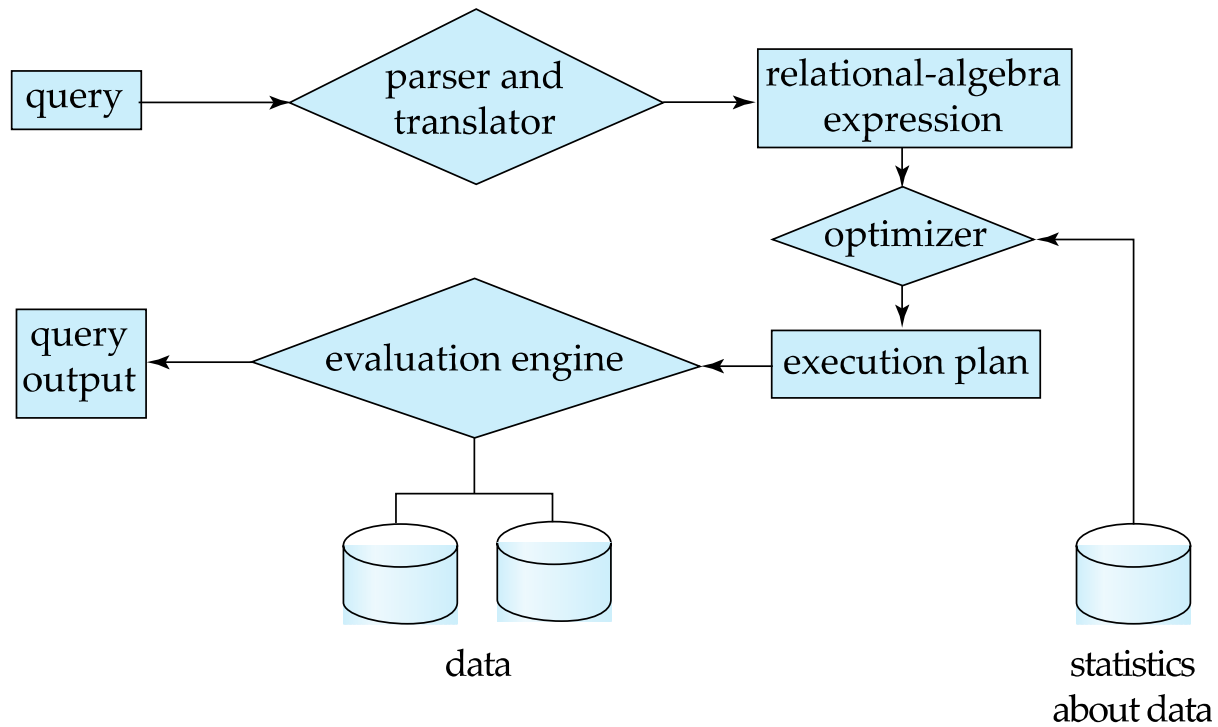 query
parser and
translator
relational-algebra
expression
optimizer
query
output
evaluation engine
execution plan
data
statistics
about data